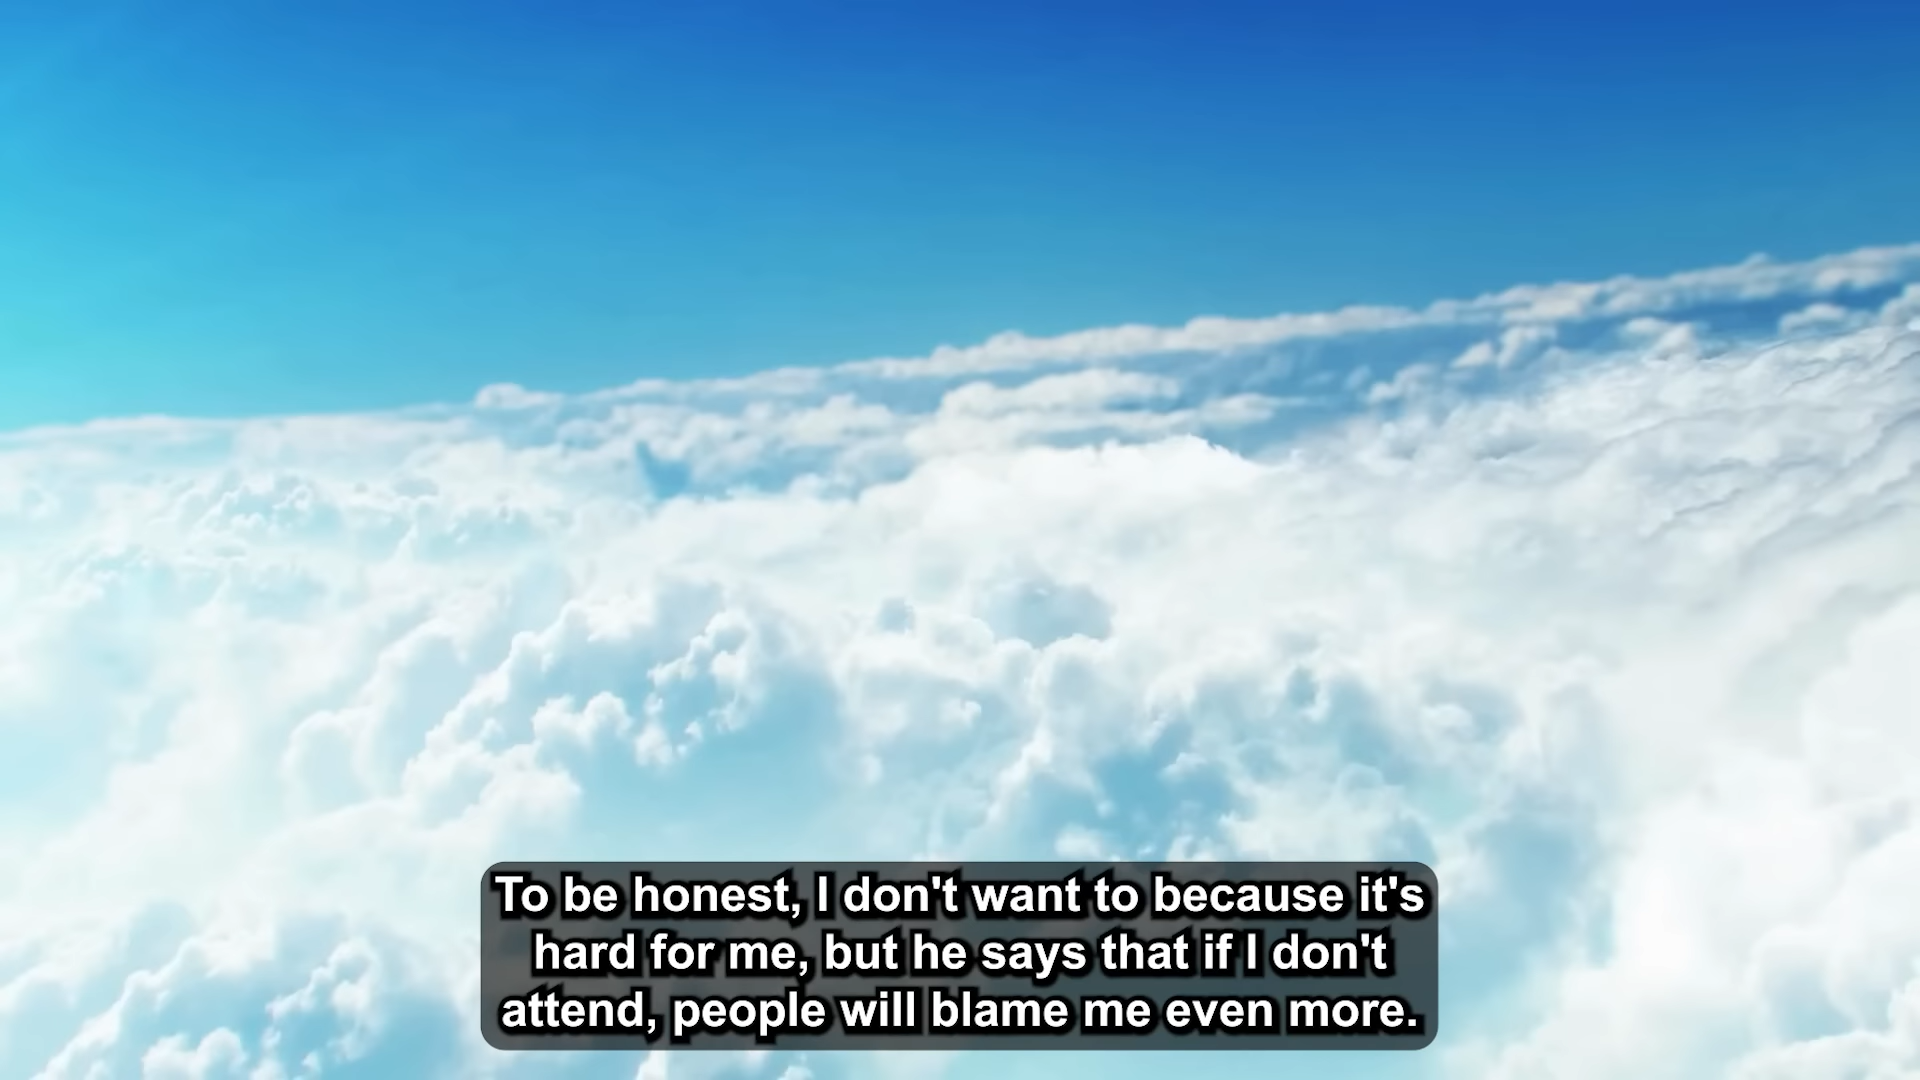 To be honest, I don't want to because it's
hard for me, but he says that if I don't
attend, people will blame me even more.